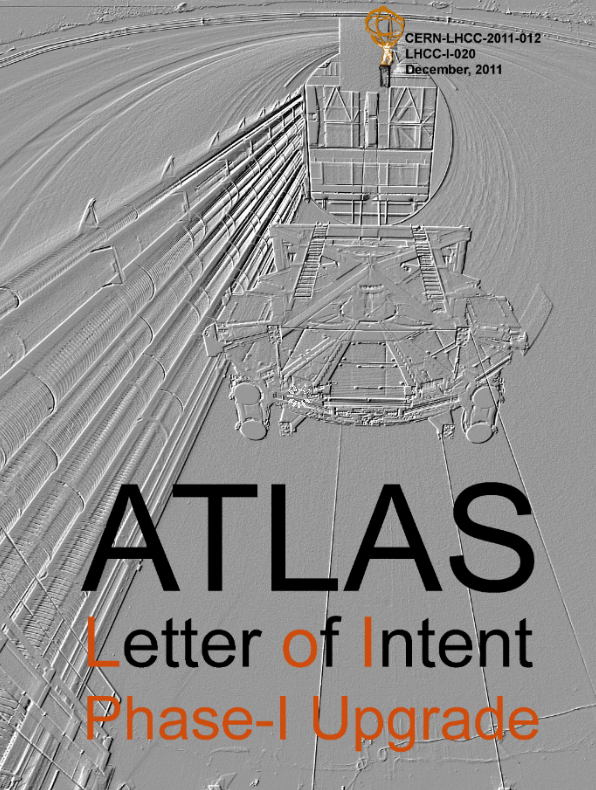 CERN-LHCC-2011-012
LHCC-I-020
December, 2011
ATLAS
Letter of Intent
Phase-I Upgrade